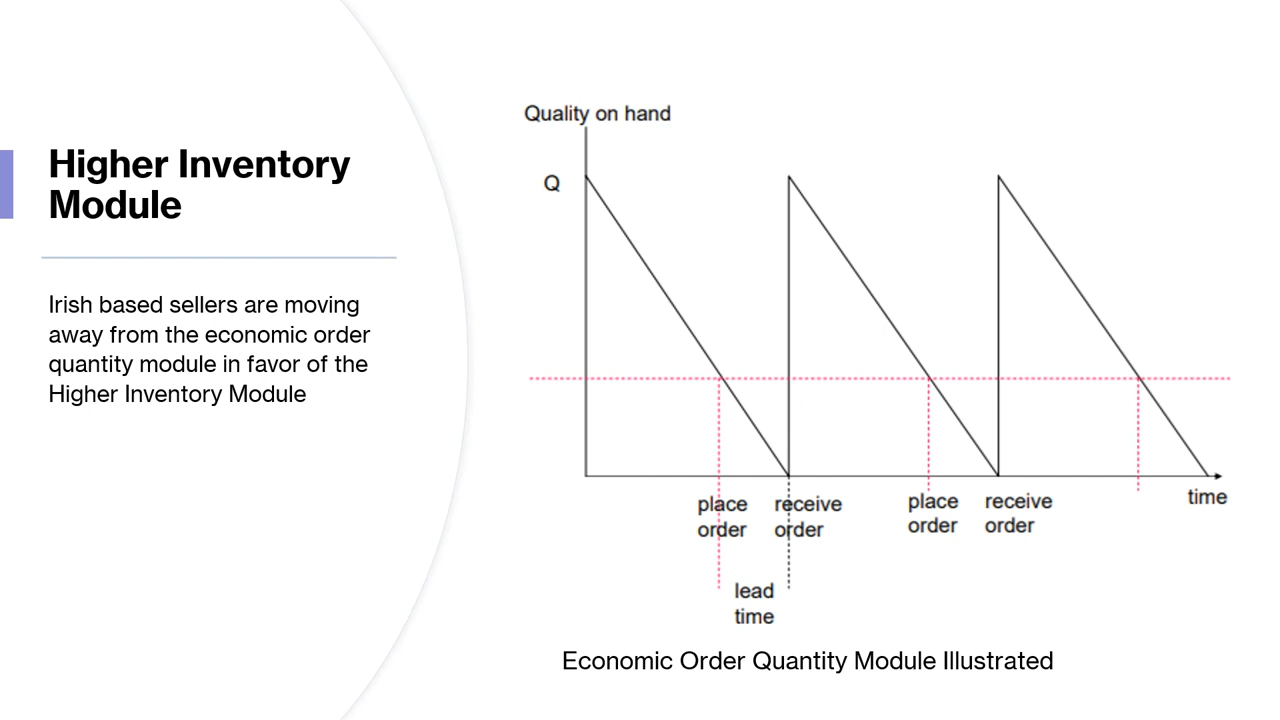 Higher Inventory
Module
Irish based sellers are moving
away from the economic order
quantity module in favor of the
Higher Inventory Module
Quality on hand
Q
place
order
receive
order
place
order
receive
order
time
lead
time
Economic Order Quantity Module Illustrated